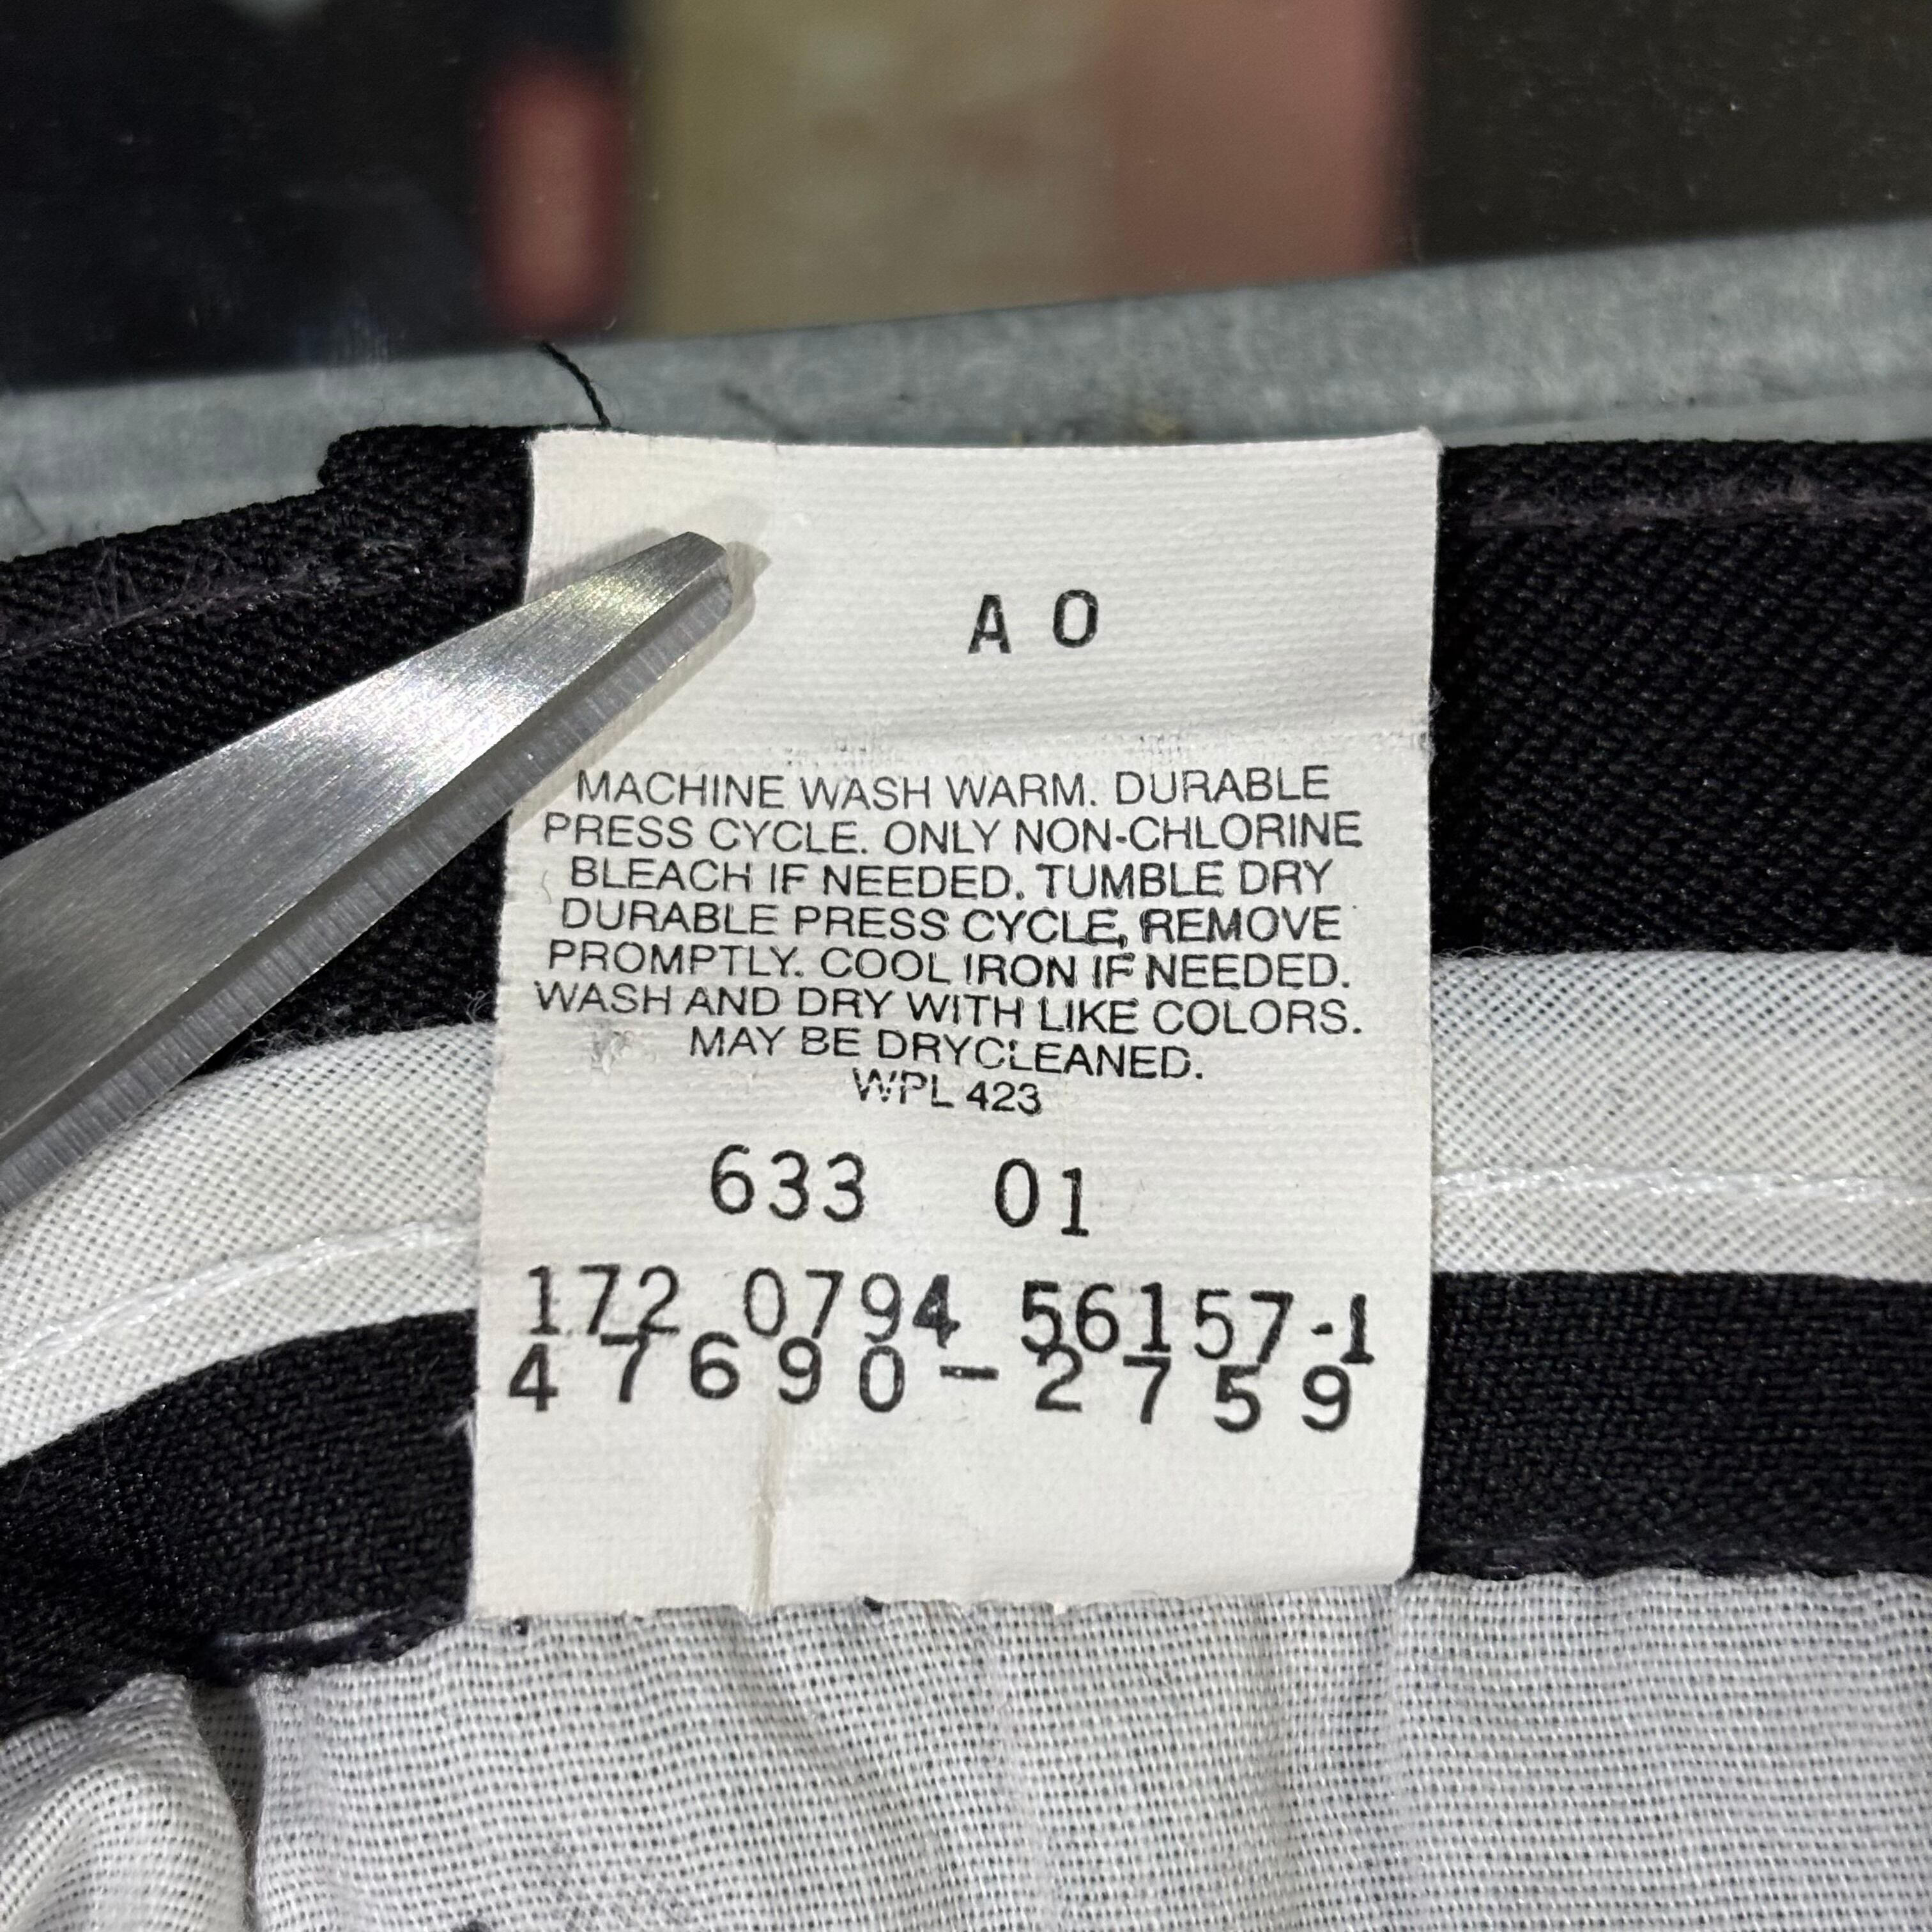 A O
MACHINE WASH WARM. DURABLE
PRESS CYCLE. ONLY NON-CHLORINE
BLEACH IF NEEDED. TUMBLE DRY
DURABLE PRESS CYCLE, REMOVE
PROMPTLY. COOL IRON IF NEEDED.
WASH AND DRY WITH LIKE COLORS.
MAY BE DRYCLEANED.
WPL 423
633 01
172 0794 56157-1
47690-2759